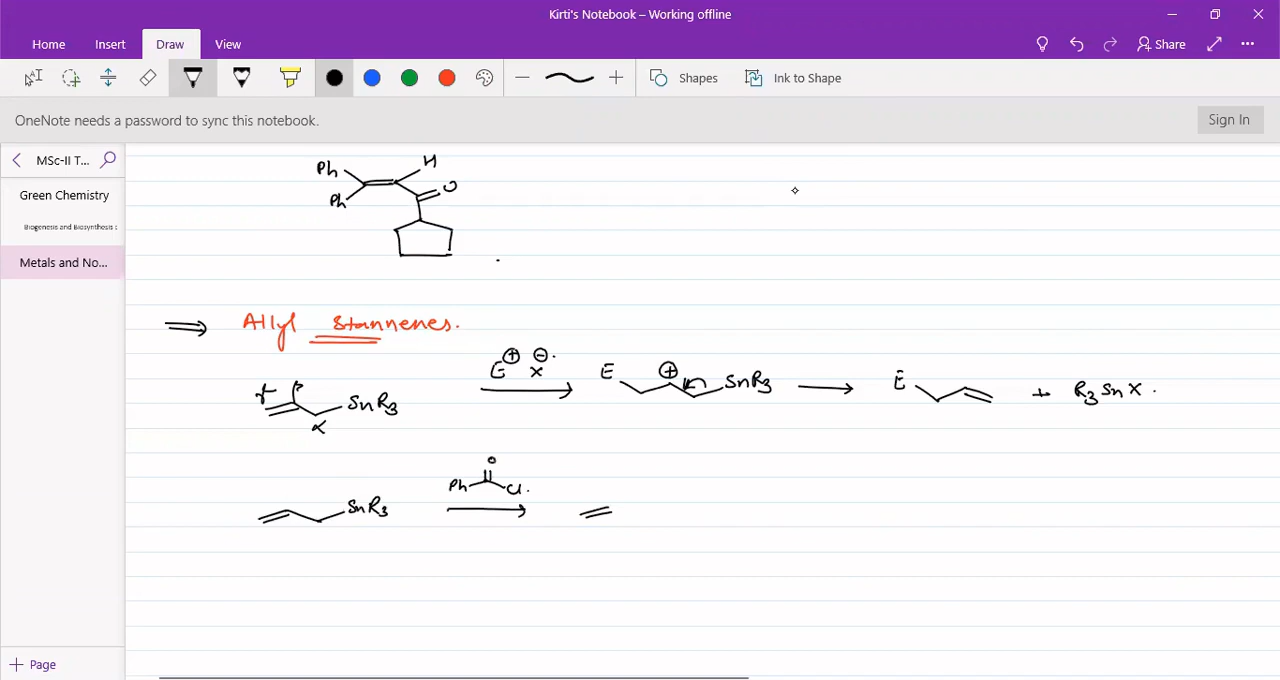 Kirti's Notebook – Working offline
Home Insert Draw View Share
Shapes Ink to Shape
OneNote needs a password to sync this notebook. Sign In
MSc-II T...
Green Chemistry
Biogenesis and Biosynthesis
Metals and No...
Page
Ph H
Ph O
⇒ Allyl Stannenes.
E⊕ X⊖
γ β α SnR3 E ⊕ SnR3 E + R3SnX.
O
Ph Cl.
SnR3